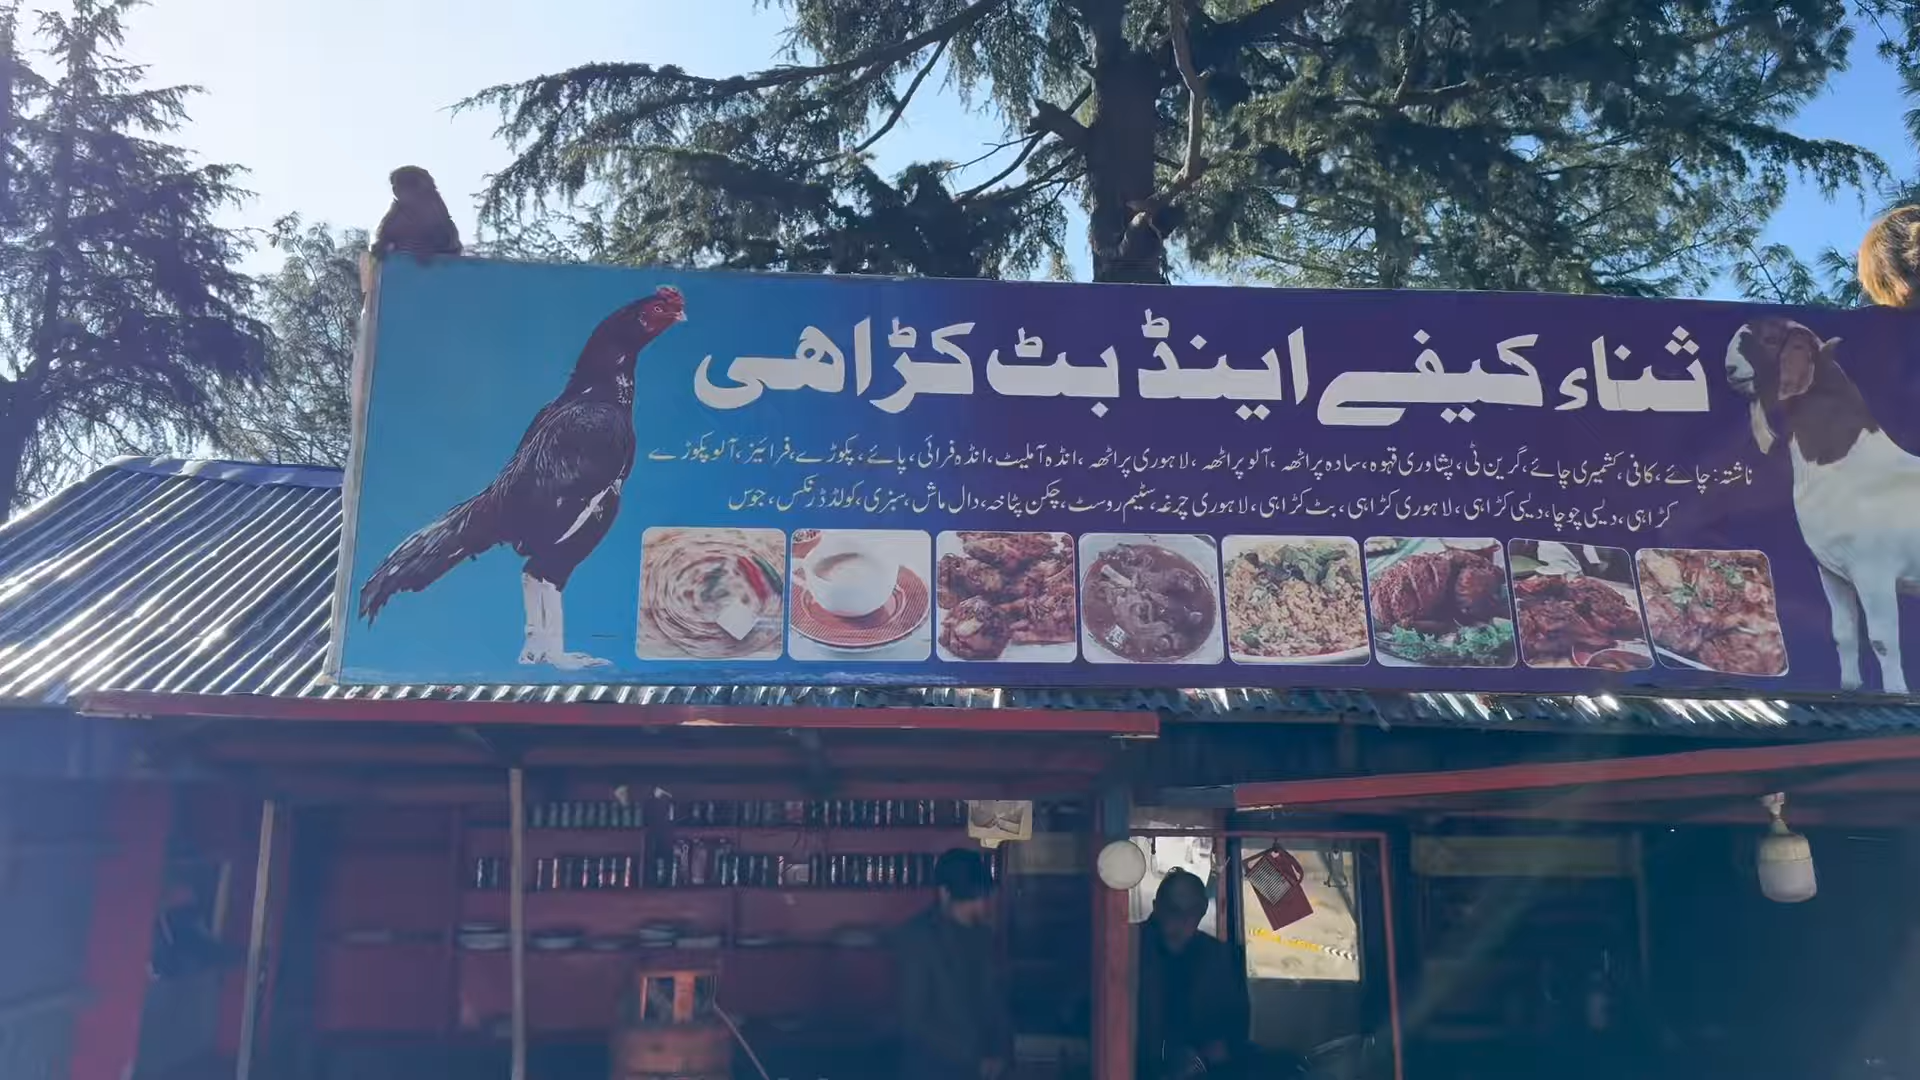 ثناء کیفے اینڈ بٹ کڑاھی
ناشتہ: چائے، کافی، کشمیری چائے، گرین ٹی، پشاوری قہوہ، سادہ پراٹھہ، آلو پراٹھہ، لاہوری پراٹھہ، انڈہ آملیٹ، انڈہ فرائی، پائے، پکوڑے، فرائیز، آلو پکوڑے
کڑاہی، دیسی چوچا، دیسی کڑاہی، لاہوری کڑاہی، بٹ کڑاہی، لاہوری چرغہ، سٹیم روسٹ، چکن پٹاخہ، دال ماش، سبزی، کولڈ ڈرنکس، جوس